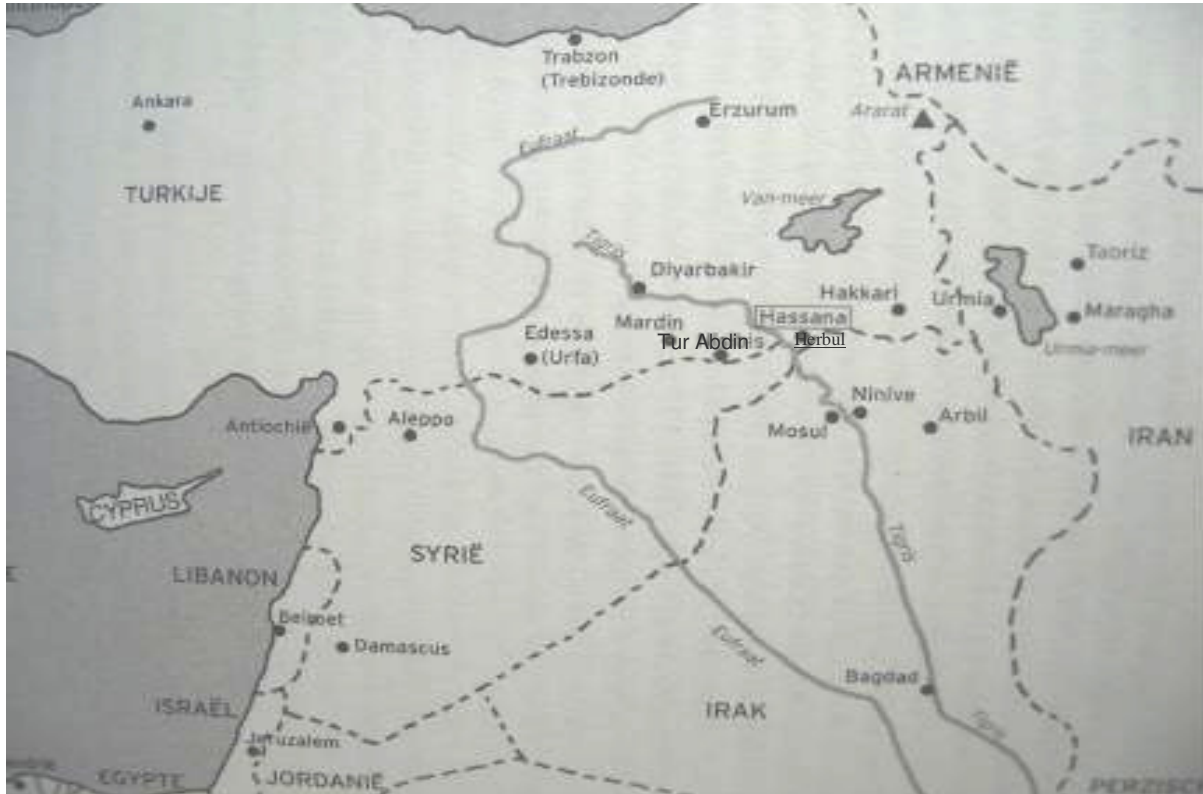 Trabzon
(Trebizonde)
ARMENIË
Ankara
Erzurum
Ararat
Eufraat
TURKIJE
Van-meer
Tigris
Diyarbakir
Tabriz
Hakkari
Urmia
Maragha
Hassana
Mardin
Edessa
(Urfa)
Tur Abdin
Herbul
Urmia-meer
Ninive
Antiochië
Aleppo
Mosul
Arbil
IRAN
CYPRUS
Eufraat
Tigris
SYRIË
LIBANON
Beiroet
Damascus
Eufraat
Bagdad
ISRAËL
IRAK
Tigris
Jeruzalem
EGYPTE
JORDANIË